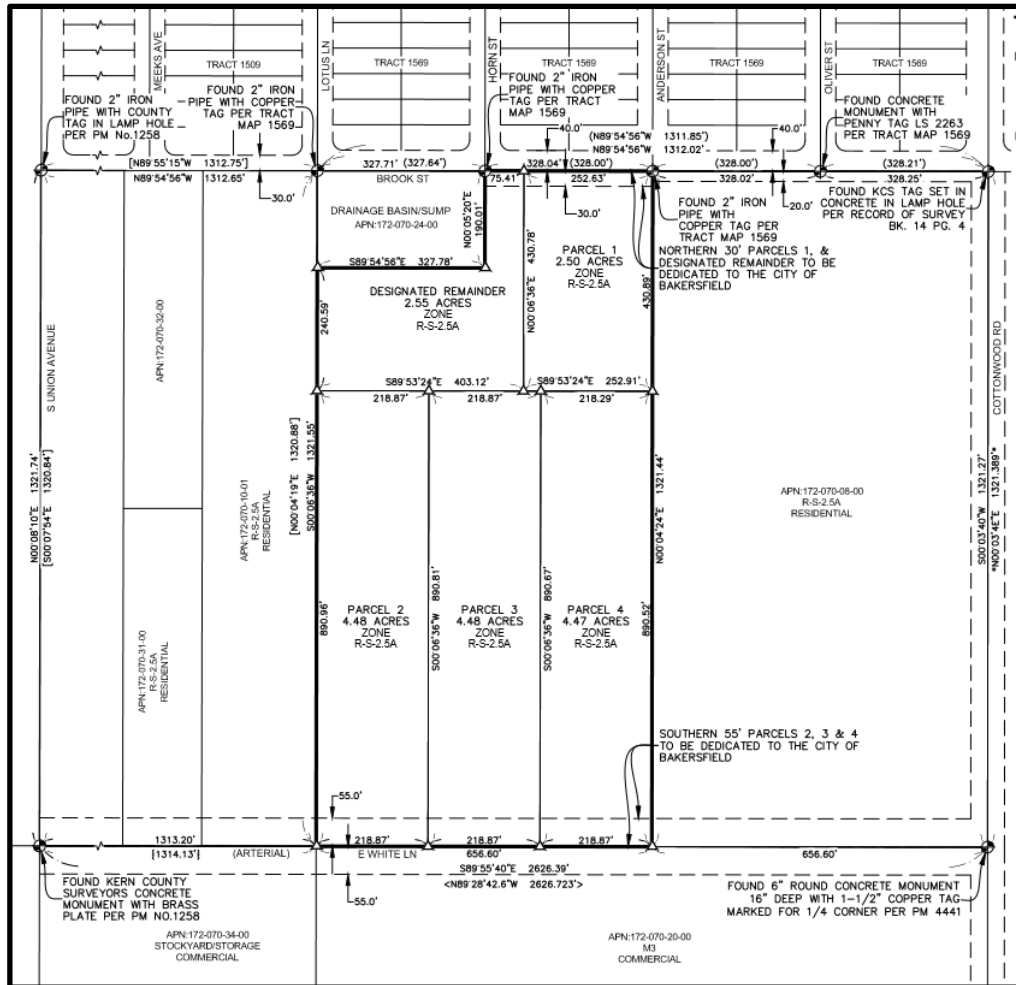 MEEKS AVE
LOTUS LN
HORN ST
ANDERSON ST
OLIVER ST
TRACT 1509
TRACT 1569
TRACT 1569
TRACT 1569
TRACT 1569
FOUND 2" IRON
PIPE WITH COUNTY
TAG IN LAMP HOLE
PER PM No.1258
FOUND 2" IRON
PIPE WITH COPPER
TAG PER TRACT
MAP 1569
FOUND 2" IRON
PIPE WITH COPPER
TAG PER TRACT
MAP 1569
FOUND CONCRETE
MONUMENT WITH
PENNY TAG LS 2263
PER TRACT MAP 1569
40.0'
(N89°54'56"W 1311.85')
N89°54'56"W 1312.02'
40.0'
[N89°55'15"W 1312.75']
N89°54'56"W 1312.65'
30.0'
327.71' (327.64')
BROOK ST
328.04' (328.00')
75.41'
252.63'
30.0'
(328.00')
328.02'
20.0'
(328.21')
328.25'
FOUND KCS TAG SET IN
CONCRETE IN LAMP HOLE
PER RECORD OF SURVEY
BK. 14 PG. 4
FOUND 2" IRON
PIPE WITH
COPPER TAG PER
TRACT MAP 1569
NORTHERN 30' PARCELS 1, &
DESIGNATED REMAINDER TO BE
DEDICATED TO THE CITY OF
BAKERSFIELD
DRAINAGE BASIN/SUMP
APN:172-070-24-00
N00°05'20"E
190.01'
S89°54'56"E 327.78'
N00°06'36"E 430.78'
PARCEL 1
2.50 ACRES
ZONE
R-S-2.5A
430.89'
DESIGNATED REMAINDER
2.55 ACRES
ZONE
R-S-2.5A
240.59'
S89°53'24"E 403.12'
S89°53'24"E 252.91'
218.87'
218.87'
218.29'
S UNION AVENUE
APN:172-070-32-00
COTTONWOOD RD
N00°08'10"E 1321.74'
[S00°07'54"E 1320.84']
APN:172-070-10-01
R-S-2.5A
RESIDENTIAL
[N00°04'19"E 1320.88']
S00°06'36"W 1321.55'
N00°04'24"E 1321.44'
APN:172-070-08-00
R-S-2.5A
RESIDENTIAL
S00°03'40"W 1321.27'
*N00°03'4E"E 1321.389'*
APN:172-070-31-00
R-S-2.5A
RESIDENTIAL
890.96'
PARCEL 2
4.48 ACRES
ZONE
R-S-2.5A
S00°06'36"W 890.81'
PARCEL 3
4.48 ACRES
ZONE
R-S-2.5A
S00°06'36"W 890.67'
PARCEL 4
4.47 ACRES
ZONE
R-S-2.5A
890.52'
SOUTHERN 55' PARCELS 2, 3 & 4
TO BE DEDICATED TO THE CITY OF
BAKERSFIELD
55.0'
1313.20'
[1314.13']
(ARTERIAL)
218.87'
218.87'
218.87'
E WHITE LN
656.60'
656.60'
S89°55'40"E 2626.39'
<N89°28'42.6"W 2626.723'>
55.0'
FOUND KERN COUNTY
SURVEYORS CONCRETE
MONUMENT WITH BRASS
PLATE PER PM NO.1258
FOUND 6" ROUND CONCRETE MONUMENT
16" DEEP WITH 1-1/2" COPPER TAG
MARKED FOR 1/4 CORNER PER PM 4441
APN:172-070-34-00
STOCKYARD/STORAGE
COMMERCIAL
APN:172-070-20-00
M3
COMMERCIAL